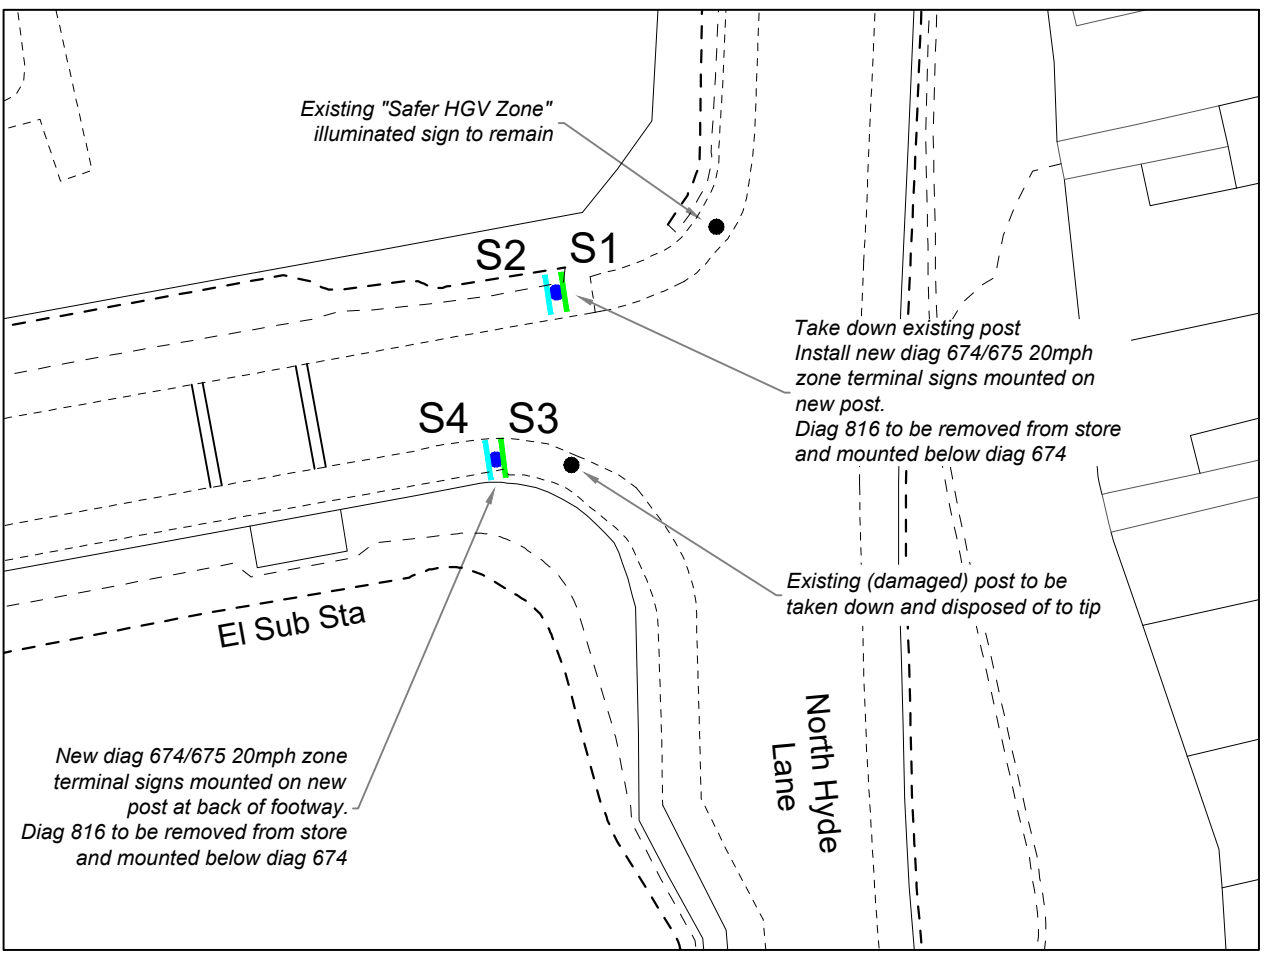 Existing "Safer HGV Zone"
illuminated sign to remain
S2
S1
Take down existing post
Install new diag 674/675 20mph
zone terminal signs mounted on
new post.
Diag 816 to be removed from store
and mounted below diag 674
S4
S3
Existing (damaged) post to be
taken down and disposed of to tip
El Sub Sta
North Hyde
Lane
New diag 674/675 20mph zone
terminal signs mounted on new
post at back of footway.
Diag 816 to be removed from store
and mounted below diag 674